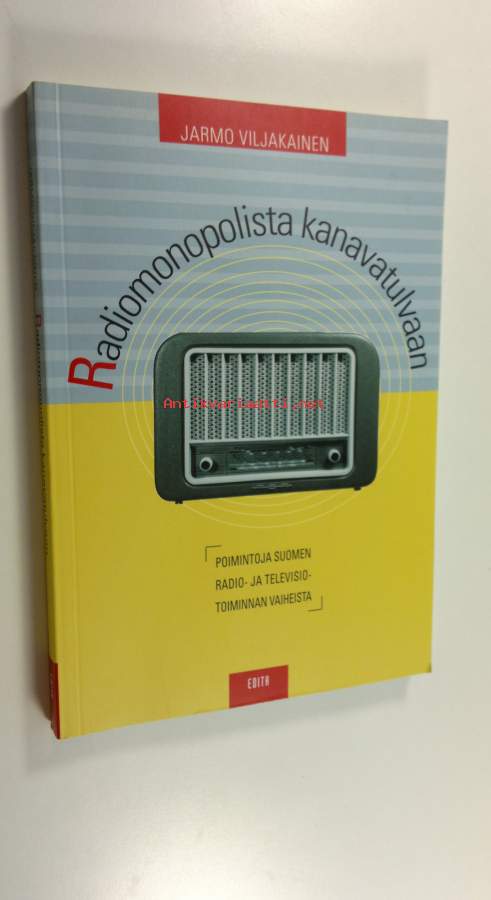 JARMO VILJAKAINEN
Radiomonopolista kanavatulvaan
Antikvariaatti.net
POIMINTOJA SUOMEN
RADIO- JA TELEVISIO-
TOIMINNAN VAIHEISTA
EDITA